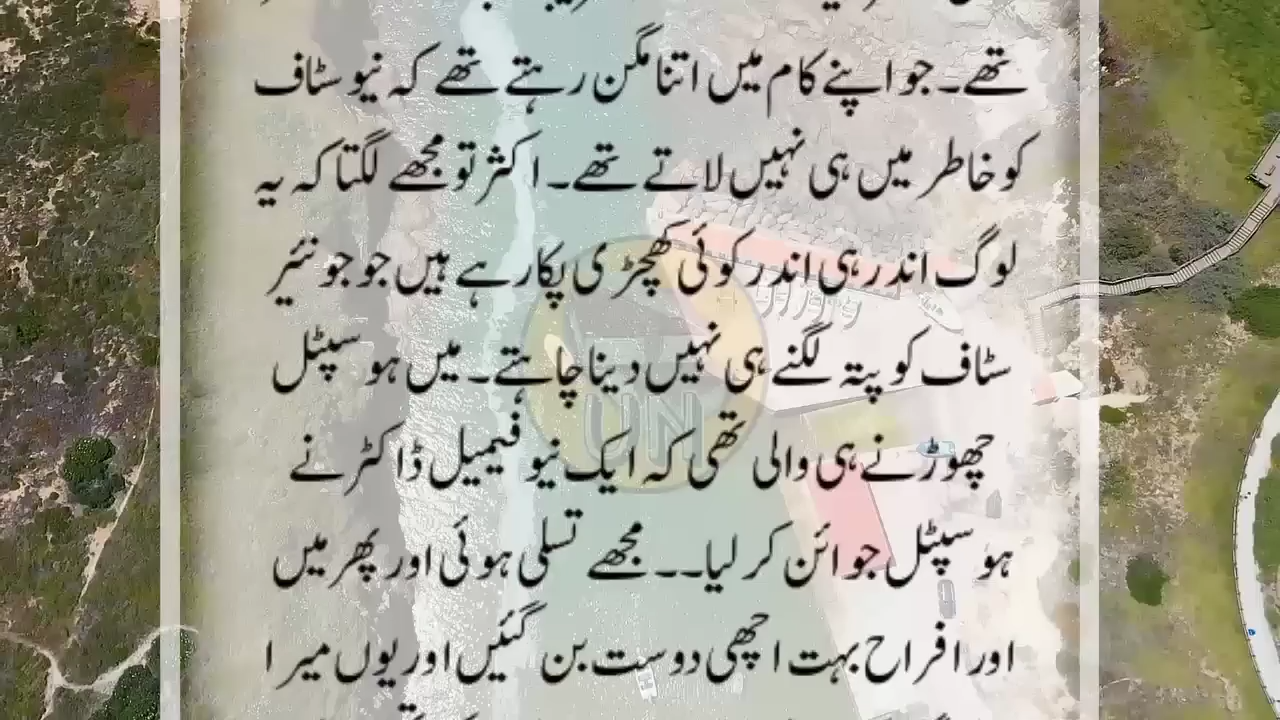 تھے۔ جو اپنے کام میں اتنا مگن رہتے تھے کہ نیو سٹاف
کو خاطر میں ہی نہیں لاتے تھے۔ اکثر تو مجھے لگتا کہ یہ
لوگ اندر ہی اندر کوئی کھچڑی پکا رہے ہیں جو جونئیر
سٹاف کو پتہ لگنے ہی نہیں دینا چاہتے۔ میں ہوسپٹل
چھوڑنے ہی والی تھی کہ ایک نیو فیمیل ڈاکٹر نے
ہوسپٹل جوائن کر لیا۔۔ مجھے تسلی ہوئی اور پھر میں
اور افراح بہت اچھی دوست بن گئیں اور یوں میرا
UN